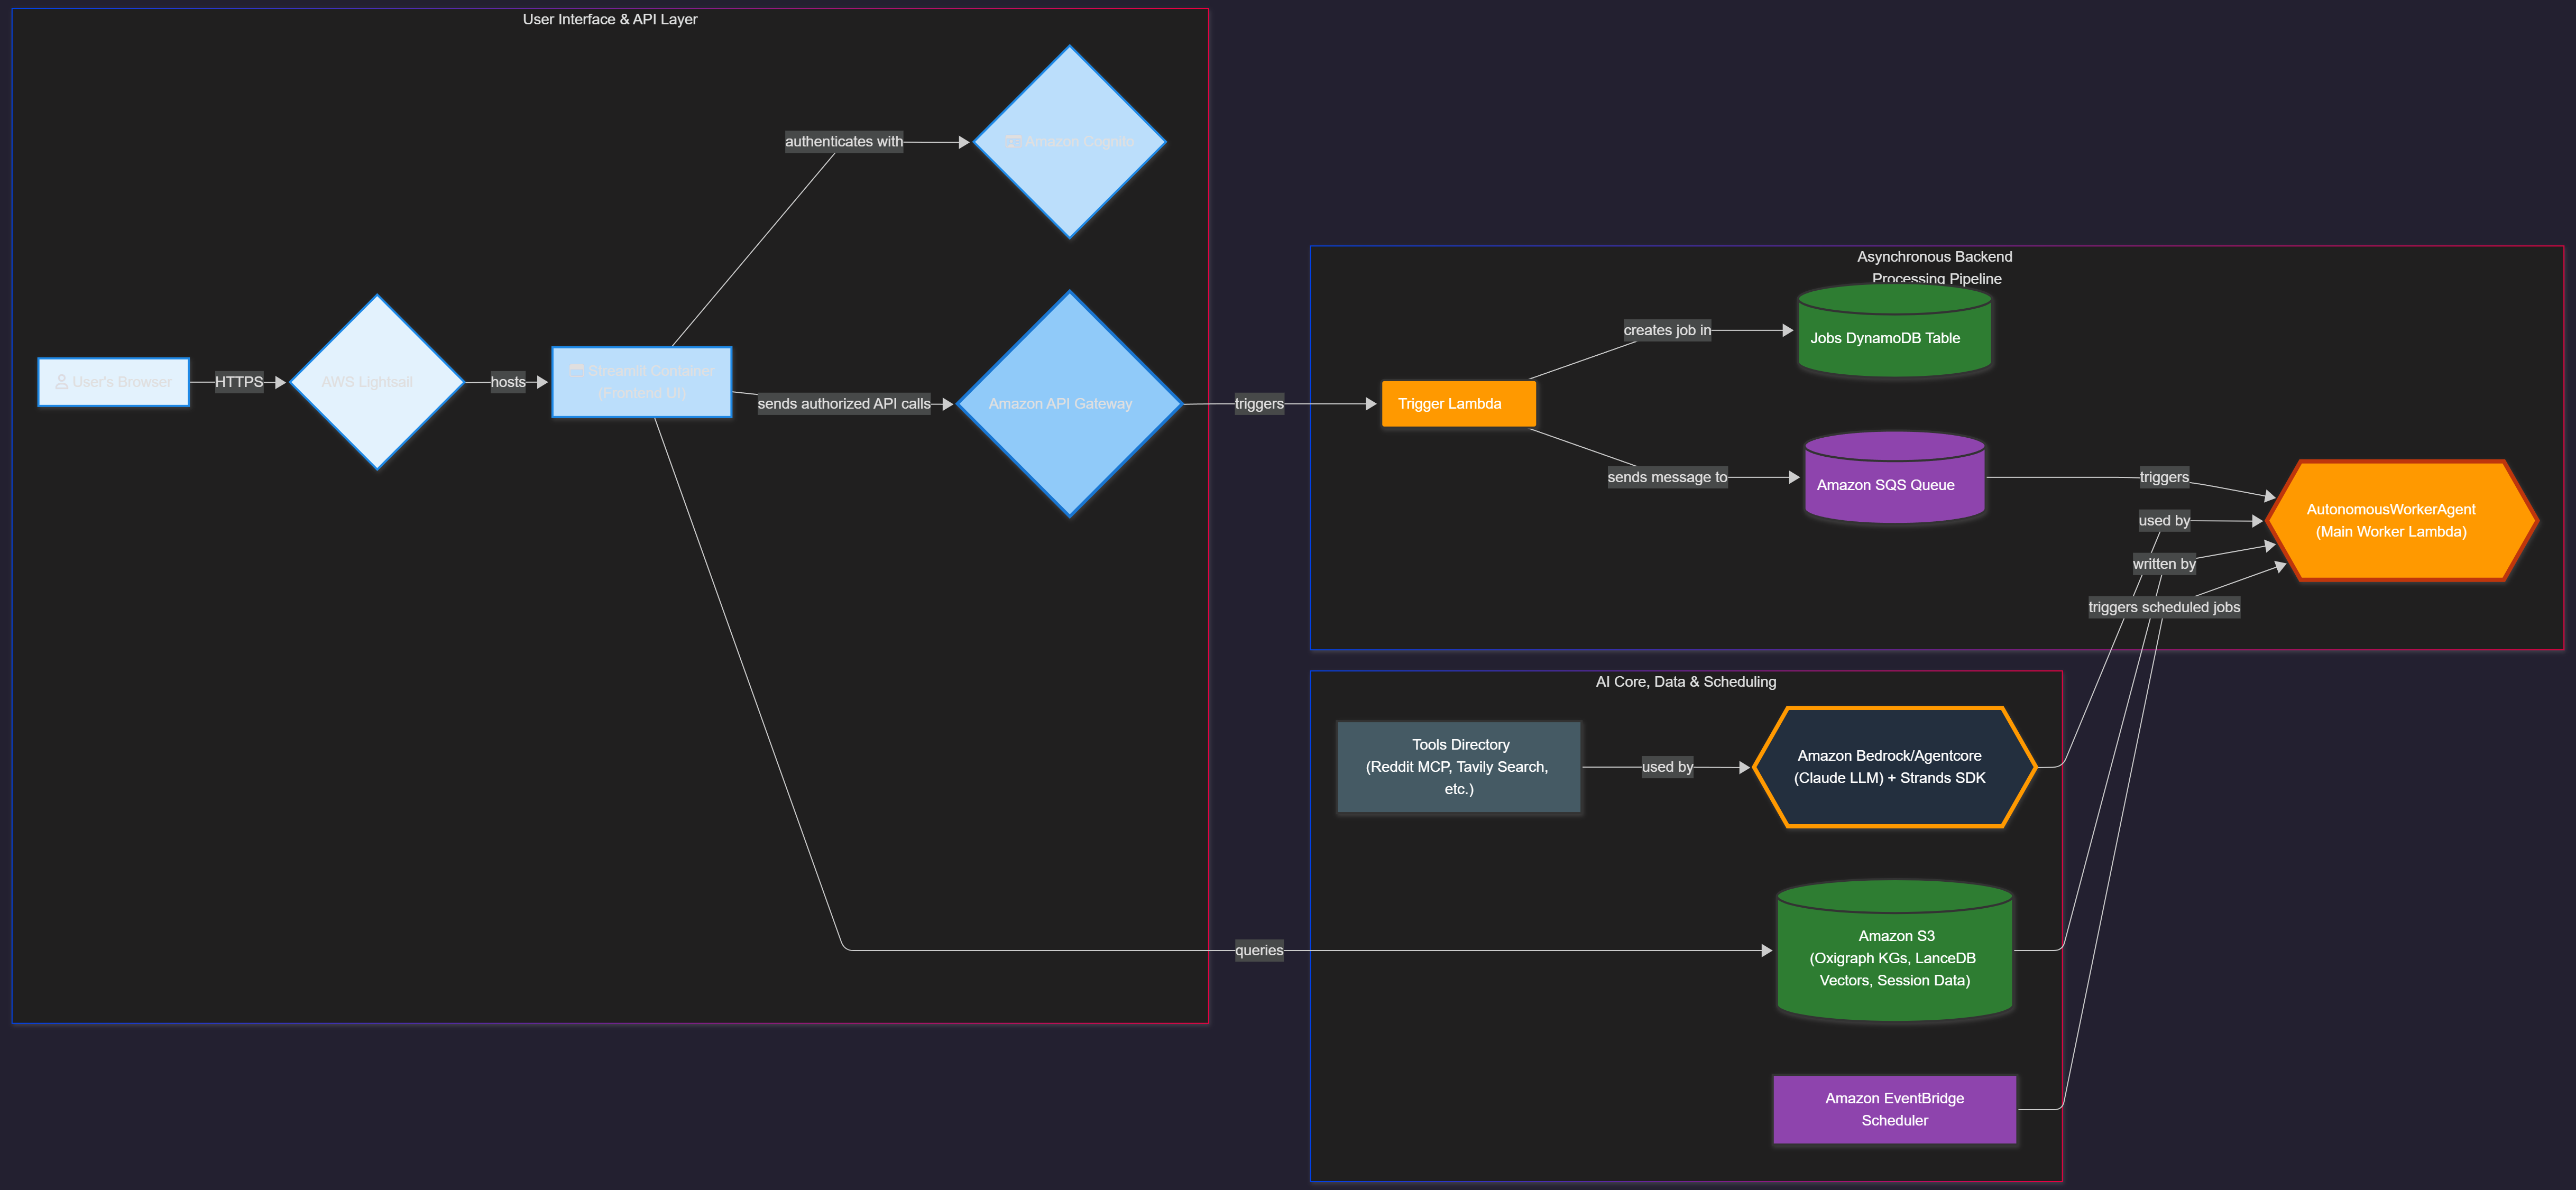 User Interface & API Layer
authenticates with
Amazon Cognito
User's Browser
HTTPS
AWS Lightsail
hosts
Streamlit Container
(Frontend UI)
sends authorized API calls
Amazon API Gateway
triggers
queries
Asynchronous Backend
Processing Pipeline
Trigger Lambda
creates job in
Jobs DynamoDB Table
sends message to
Amazon SQS Queue
triggers
used by
written by
triggers scheduled jobs
AutonomousWorkerAgent
(Main Worker Lambda)
AI Core, Data & Scheduling
Tools Directory
(Reddit MCP, Tavily Search,
etc.)
used by
Amazon Bedrock/Agentcore
(Claude LLM) + Strands SDK
Amazon S3
(Oxigraph KGs, LanceDB
Vectors, Session Data)
Amazon EventBridge
Scheduler